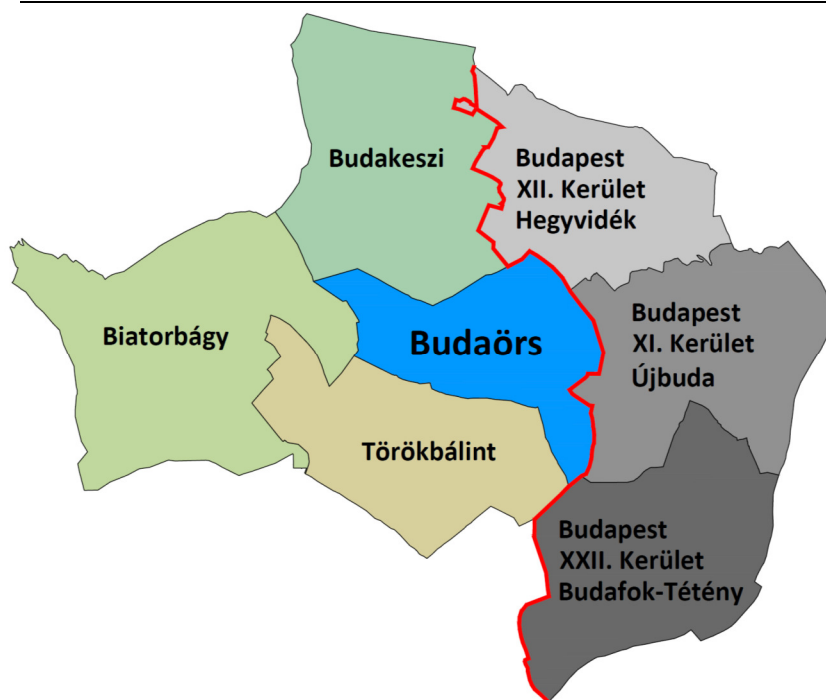 Budakeszi
Budapest
XII. Kerület
Hegyvidék
Biatorbágy
Budaörs
Budapest
XI. Kerület
Újbuda
Törökbálint
Budapest
XXII. Kerület
Budafok-Tétény